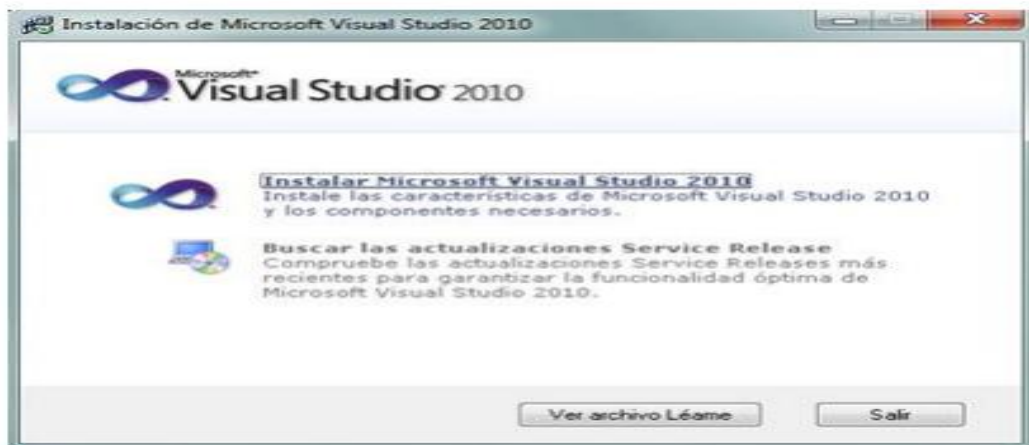 Instalación de Microsoft Visual Studio 2010
Microsoft®
Visual Studio 2010
Instalar Microsoft Visual Studio 2010
Instale las características de Microsoft Visual Studio 2010
y los componentes necesarios.
Buscar las actualizaciones Service Release
Compruebe las actualizaciones Service Releases más
recientes para garantizar la funcionalidad óptima de
Microsoft Visual Studio 2010.
Ver archivo Léame
Salir